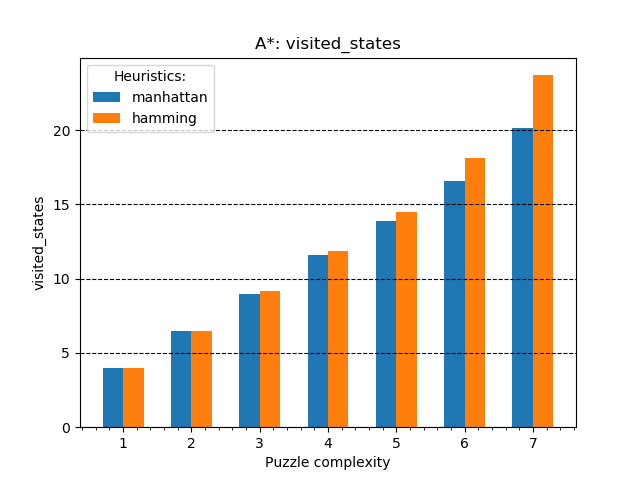 A*: visited_states
Heuristics:
manhattan
hamming
visited_states
20
15
10
5
0
1 2 3 4 5 6 7
Puzzle complexity